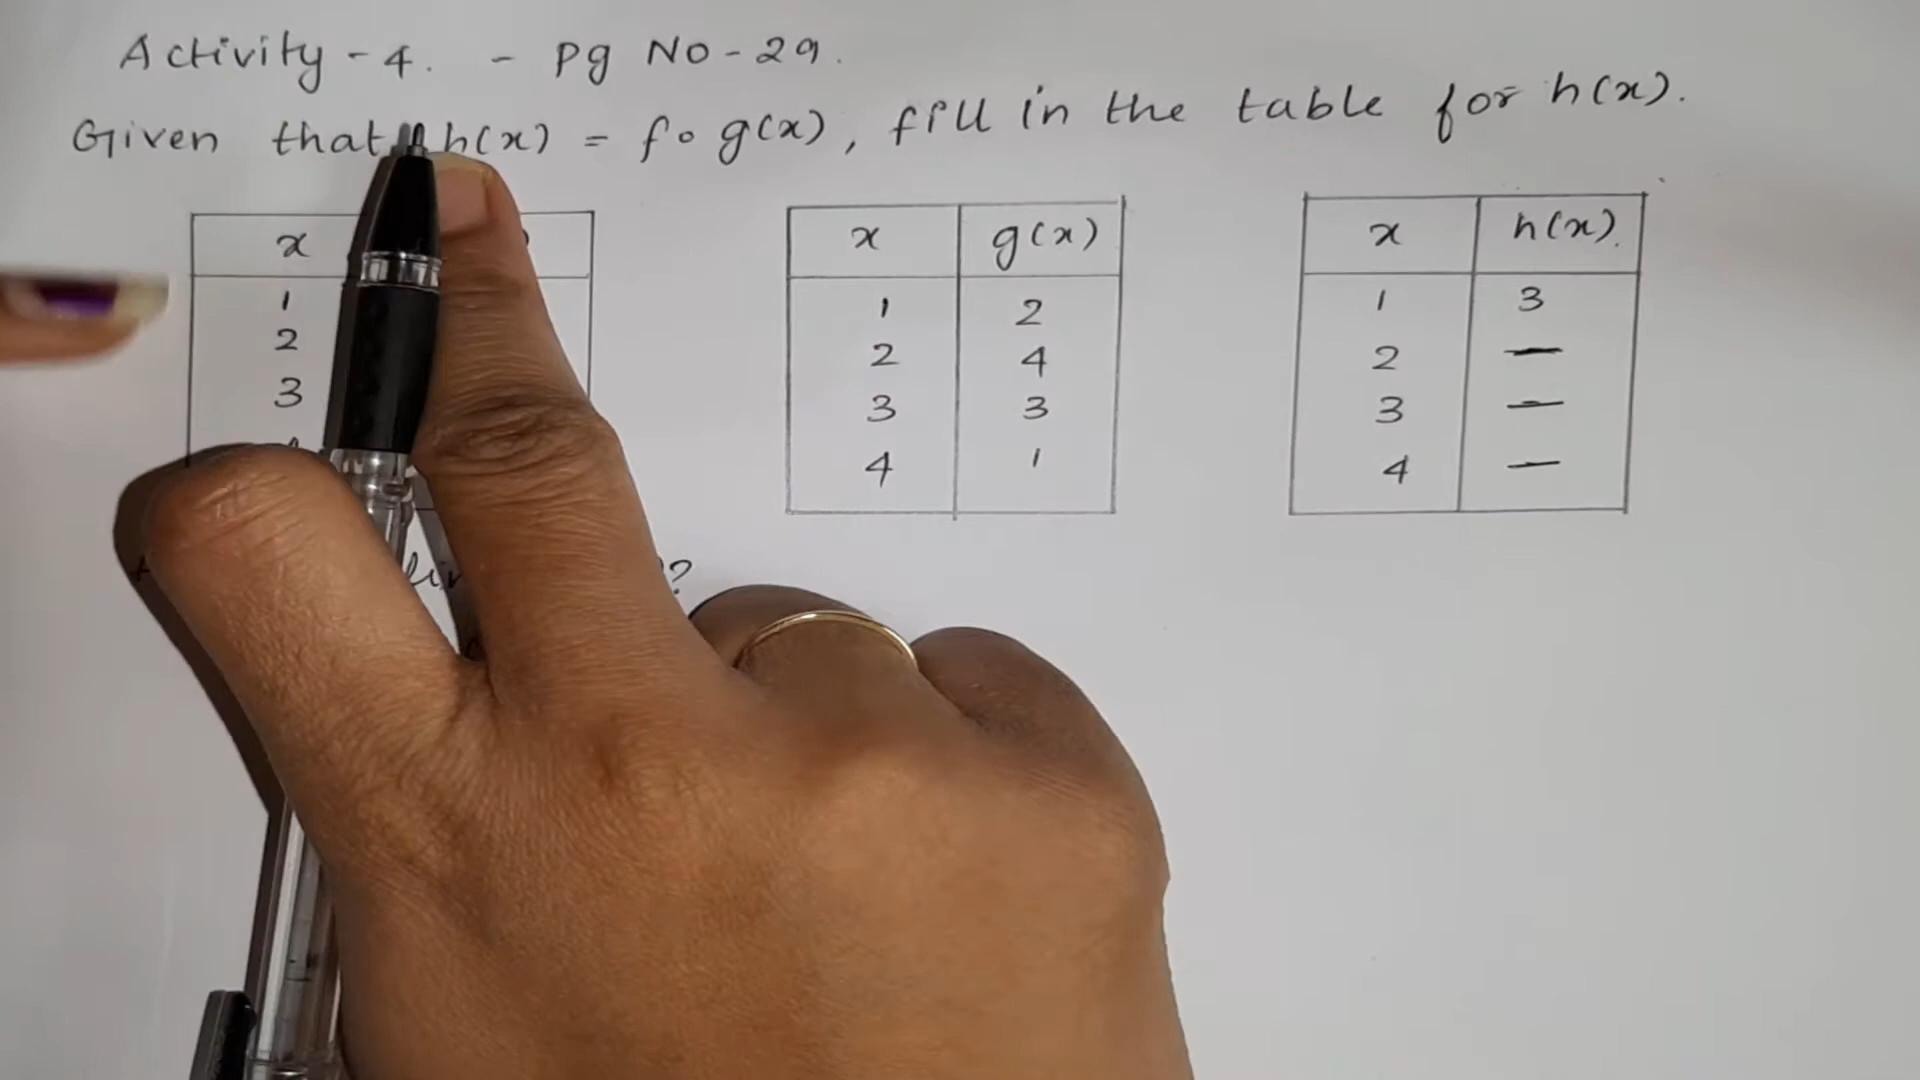 Activity - 4. - Pg No - 29.
Given that h(x) = f o g(x), fill in the table for h(x).
x
1
2
3
x g(x)
1 2
2 4
3 3
4 1
x h(x).
1 3
2 —
3 —
4 —
?